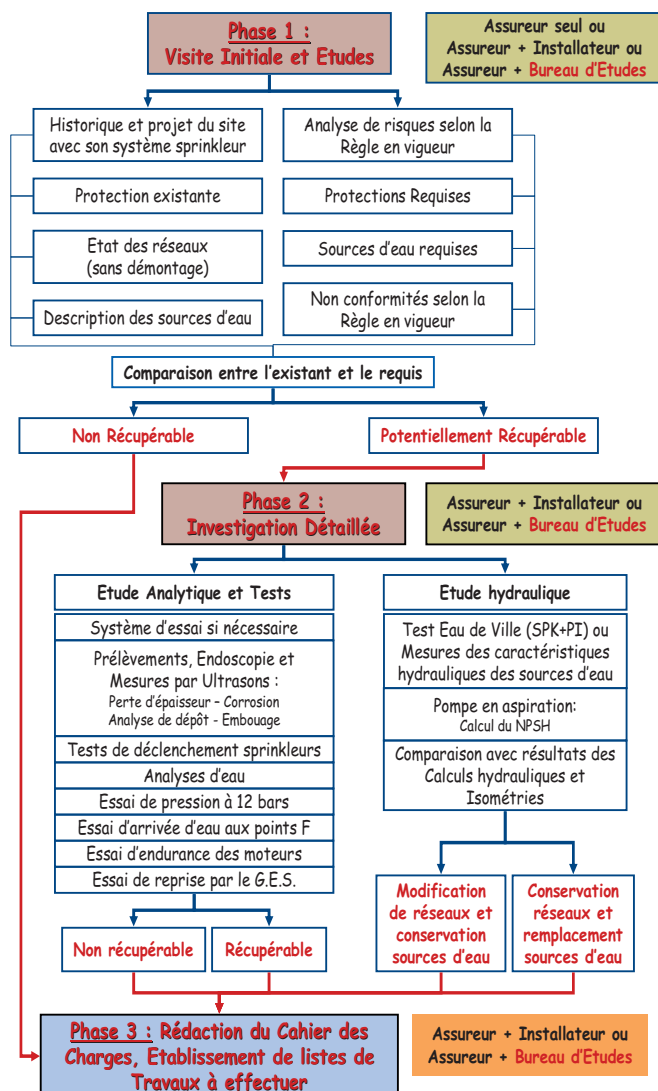 Phase 1 :
Visite Initiale et Etudes
Assureur seul ou
Assureur + Installateur ou
Assureur + Bureau d'Etudes
Historique et projet du site
avec son système sprinkleur
Protection existante
Etat des réseaux
(sans démontage)
Description des sources d'eau
Analyse de risques selon la
Règle en vigueur
Protections Requises
Sources d'eau requises
Non conformités selon la
Règle en vigueur
Comparaison entre l'existant et le requis
Non Récupérable
Potentiellement Récupérable
Phase 2 :
Investigation Détaillée
Assureur + Installateur ou
Assureur + Bureau d'Etudes
Etude Analytique et Tests
Système d'essai si nécessaire
Prélèvements, Endoscopie et
Mesures par Ultrasons :
Perte d'épaisseur – Corrosion
Analyse de dépôt - Embouage
Tests de déclenchement sprinkleurs
Analyses d'eau
Essai de pression à 12 bars
Essai d'arrivée d'eau aux points F
Essai d'endurance des moteurs
Essai de reprise par le G.E.S.
Non récupérable
Récupérable
Etude hydraulique
Test Eau de Ville (SPK+PI) ou
Mesures des caractéristiques
hydrauliques des sources d'eau
Pompe en aspiration:
Calcul du NPSH
Comparaison avec résultats des
Calculs hydrauliques et
Isométries
Modification
de réseaux et
conservation
sources d'eau
Conservation
réseaux et
remplacement
sources d'eau
Phase 3 : Rédaction du Cahier des
Charges, Etablissement de listes de
Travaux à effectuer
Assureur + Installateur ou
Assureur + Bureau d'Etudes